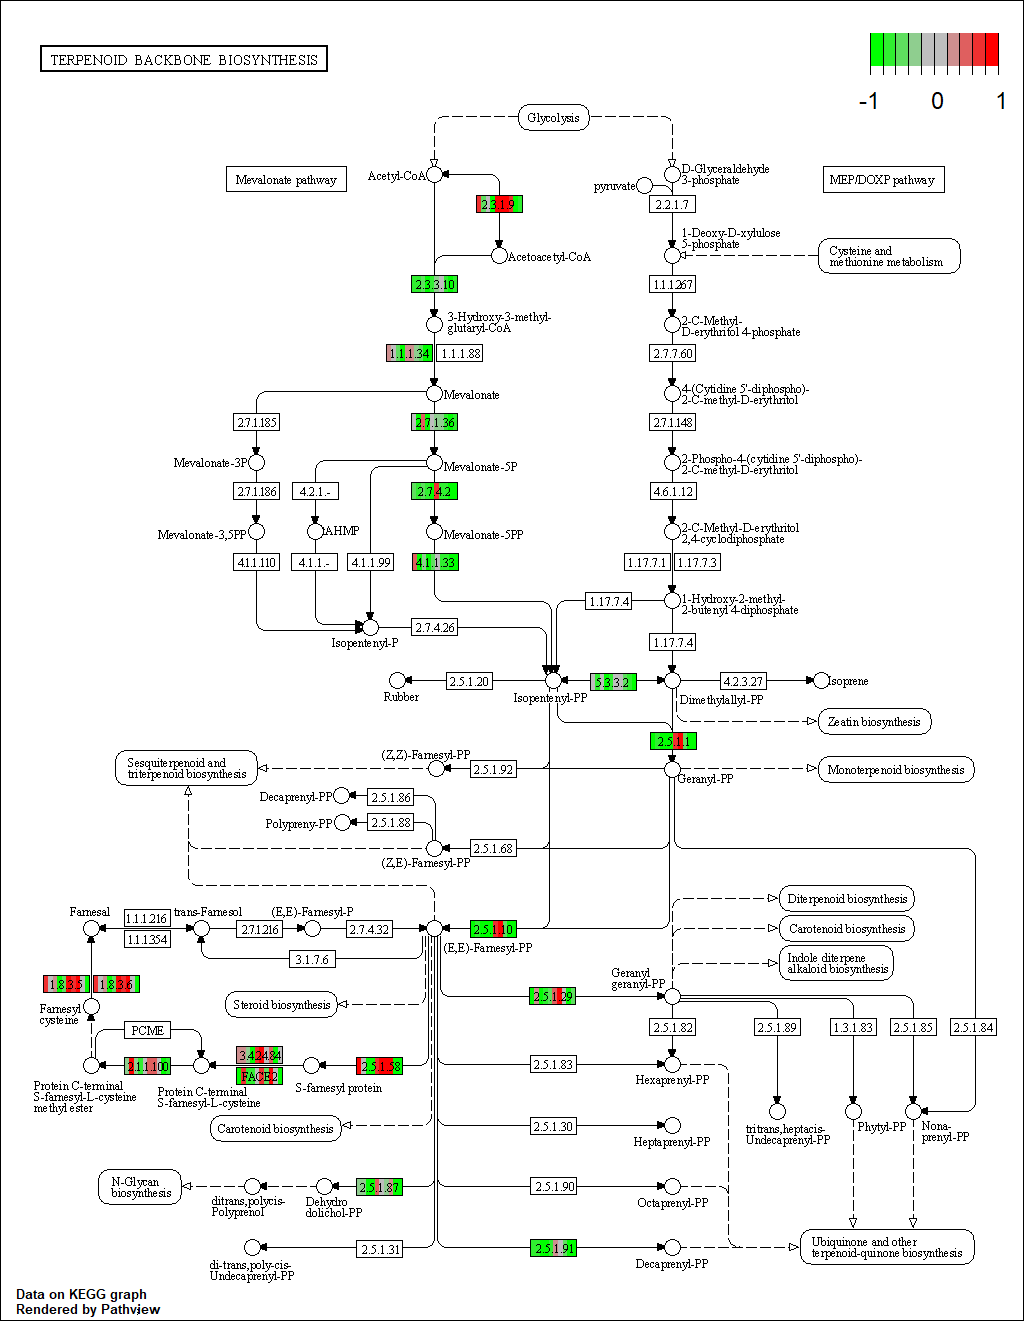 TERPENOID BACKBONE BIOSYNTHESIS
-1 0 1
Glycolysis
Mevalonate pathway
Acetyl-CoA
pyruvate
D-Glyceraldehyde
3-phosphate
MEP/DOXP pathway
2.3.1.9
2.2.1.7
Acetoacetyl-CoA
1-Deoxy-D-xylulose
5-phosphate
Cysteine and
methionine metabolism
2.3.3.10
1.1.1.267
3-Hydroxy-3-methyl-
glutaryl-CoA
2-C-Methyl-
D-erythritol 4-phosphate
1.1.1.34
1.1.1.88
2.7.7.60
Mevalonate
4-(Cytidine 5'-diphospho)-
2-C-methyl-D-erythritol
2.7.1.185
2.7.1.36
2.7.1.148
Mevalonate-3P
Mevalonate-5P
2-Phospho-4-(cytidine 5'-diphospho)-
2-C-methyl-D-erythritol
2.7.1.186
4.2.1.-
2.7.4.2
4.6.1.12
Mevalonate-3,5PP
tAHMP
Mevalonate-5PP
2-C-Methyl-D-erythritol
2,4-cyclodiphosphate
4.1.1.110
4.1.1.-
4.1.1.99
4.1.1.33
1.17.7.1
1.17.7.3
1.17.7.4
1-Hydroxy-2-methyl-
2-butenyl 4-diphosphate
Isopentenyl-P
2.7.4.26
1.17.7.4
Rubber
2.5.1.20
Isopentenyl-PP
5.3.3.2
Dimethylallyl-PP
4.2.3.27
Isoprene
Zeatin biosynthesis
2.5.1.1
Sesquiterpenoid and
triterpenoid biosynthesis
(Z,Z)-Farnesyl-PP
2.5.1.92
Geranyl-PP
Monoterpenoid biosynthesis
Decaprenyl-PP
2.5.1.86
Polypreny-PP
2.5.1.88
(Z,E)-Farnesyl-PP
2.5.1.68
Diterpenoid biosynthesis
Farnesal
1.1.1.216
1.1.1.354
trans-Farnesol
2.7.1.216
(E,E)-Farnesyl-P
2.7.4.32
(E,E)-Farnesyl-PP
2.5.1.10
Carotenoid biosynthesis
3.1.7.6
Indole diterpene
alkaloid biosynthesis
1.8.3.5
1.8.3.6
Geranyl
geranyl-PP
Farnesyl
cysteine
Steroid biosynthesis
2.5.1.29
PCME
2.5.1.82
2.5.1.89
1.3.1.83
2.5.1.85
2.5.1.84
3.4.24.84
FACE2
2.1.1.100
2.5.1.58
2.5.1.83
Protein C-terminal
S-farnesyl-L-cysteine
methyl ester
Protein C-terminal
S-farnesyl-L-cysteine
S-farnesyl protein
Hexaprenyl-PP
Carotenoid biosynthesis
2.5.1.30
Heptaprenyl-PP
tritrans,heptacis-
Undecaprenyl-PP
Phytyl-PP
Nona-
prenyl-PP
N-Glycan
biosynthesis
ditrans,polycis-
Polyprenol
Dehydro
dolichol-PP
2.5.1.87
2.5.1.90
Octaprenyl-PP
di-trans,poly-cis-
Undecaprenyl-PP
2.5.1.31
2.5.1.91
Decaprenyl-PP
Ubiquinone and other
terpenoid-quinone biosynthesis
Data on KEGG graph
Rendered by Pathview